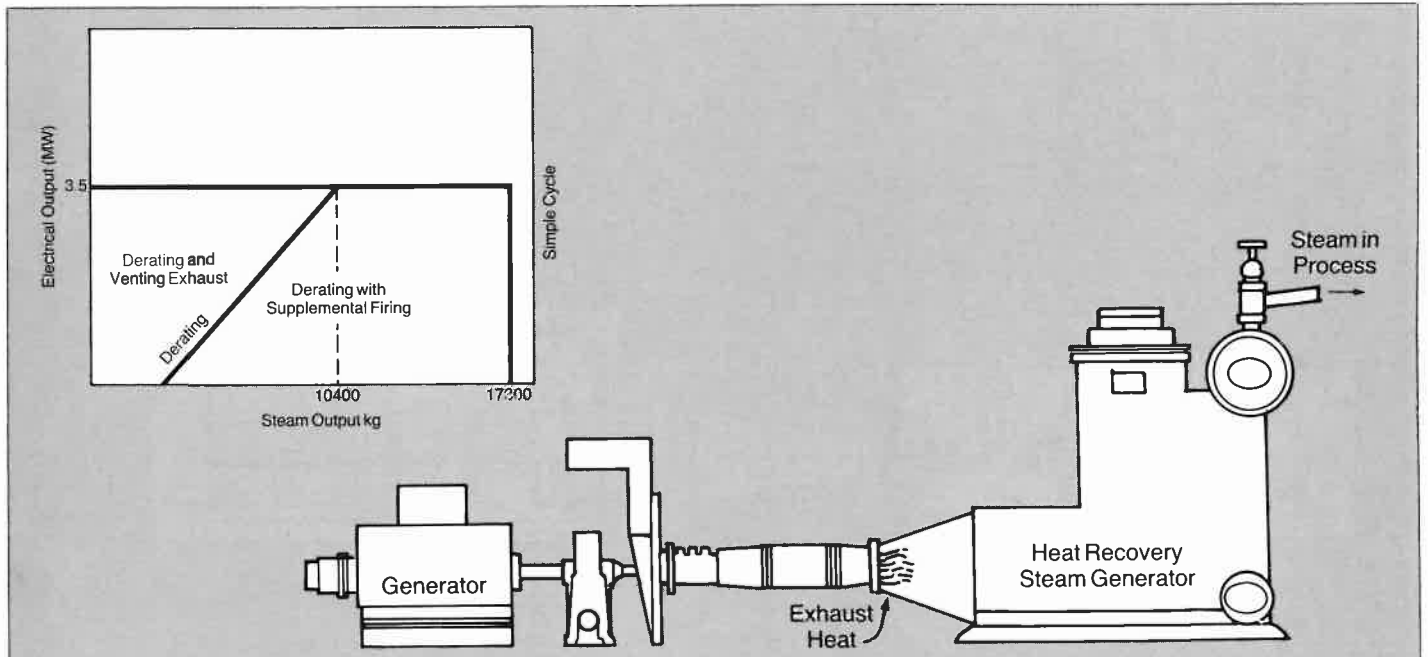 Electrical Output (MW)
3.5
Derating and
Venting Exhaust
Derating
Derating with
Supplemental Firing
Simple Cycle
10400
17300
Steam Output kg
Steam in
Process
Generator
Exhaust
Heat
Heat Recovery
Steam Generator